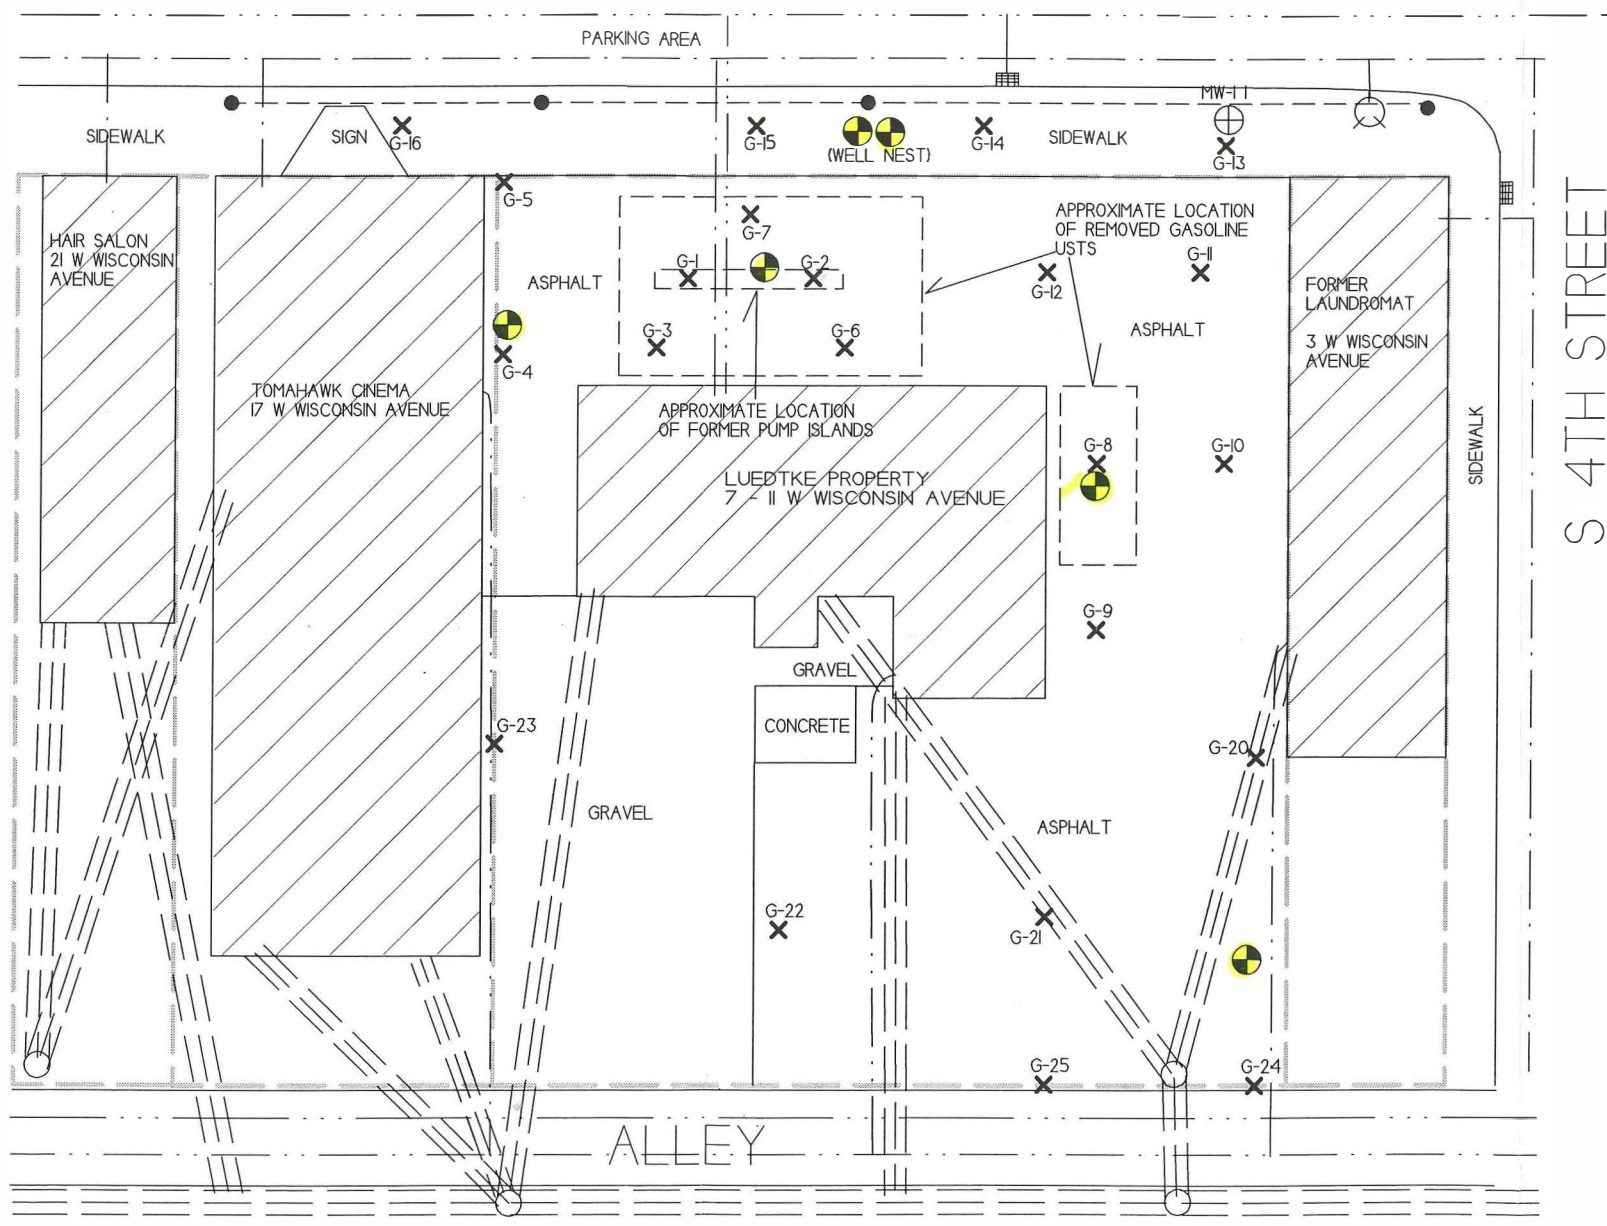 PARKING AREA
MW-11
SIDEWALK
SIGN
G-16
G-15
(WELL NEST)
G-14
SIDEWALK
G-13
G-5
G-7
APPROXIMATE LOCATION
OF REMOVED GASOLINE
USTS
HAIR SALON
21 W WISCONSIN
AVENUE
ASPHALT
G-1
G-2
G-12
G-11
FORMER
LAUNDROMAT
3 W WISCONSIN
AVENUE
G-3
G-6
ASPHALT
G-4
S 4TH STREET
TOMAHAWK CINEMA
17 W WISCONSIN AVENUE
APPROXIMATE LOCATION
OF FORMER PUMP ISLANDS
G-8
G-10
SIDEWALK
LUEDTKE PROPERTY
7 - 11 W WISCONSIN AVENUE
G-9
GRAVEL
G-23
CONCRETE
G-20
GRAVEL
ASPHALT
G-22
G-21
G-25
G-24
ALLEY